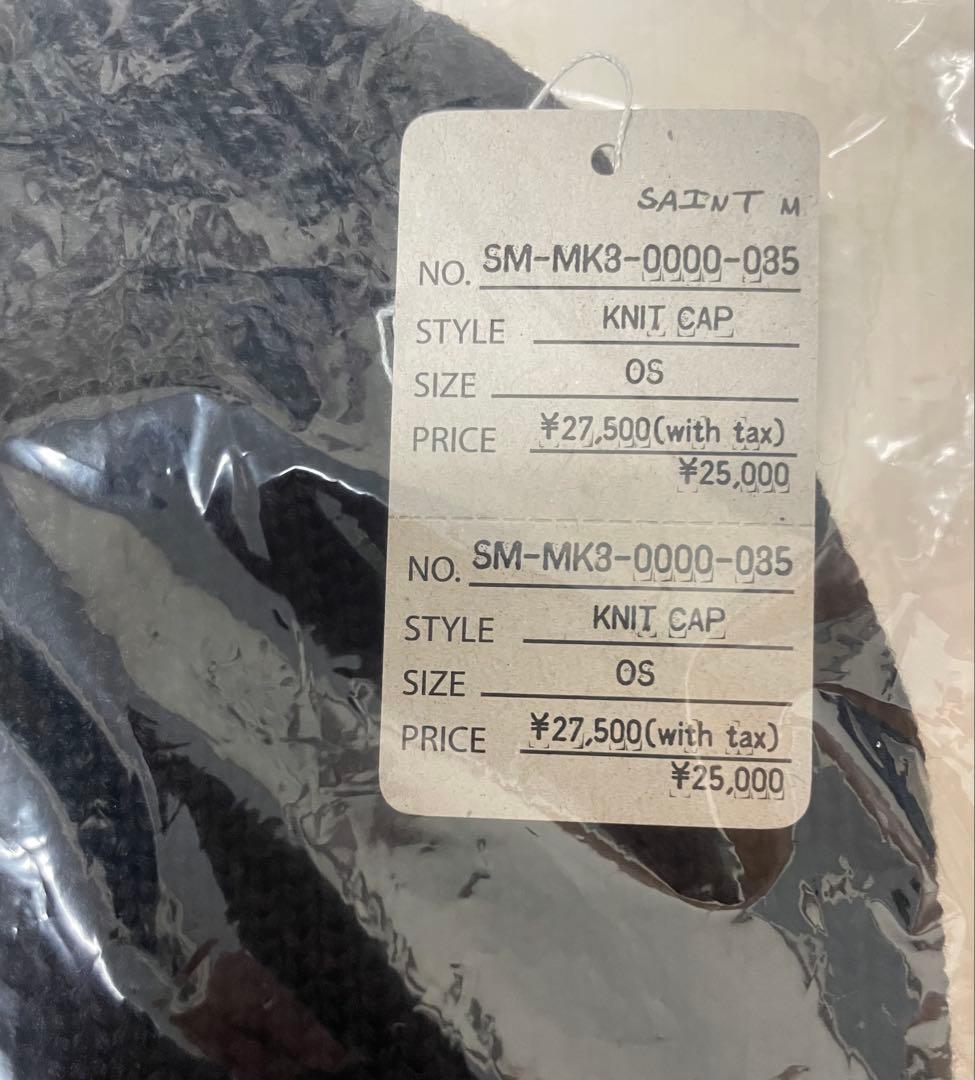 SAINT M
NO. SM-MK3-0000-035
STYLE KNIT CAP
SIZE OS
PRICE ¥27,500(with tax)
¥25,000
NO. SM-MK3-0000-035
STYLE KNIT CAP
SIZE OS
PRICE ¥27,500(with tax)
¥25,000